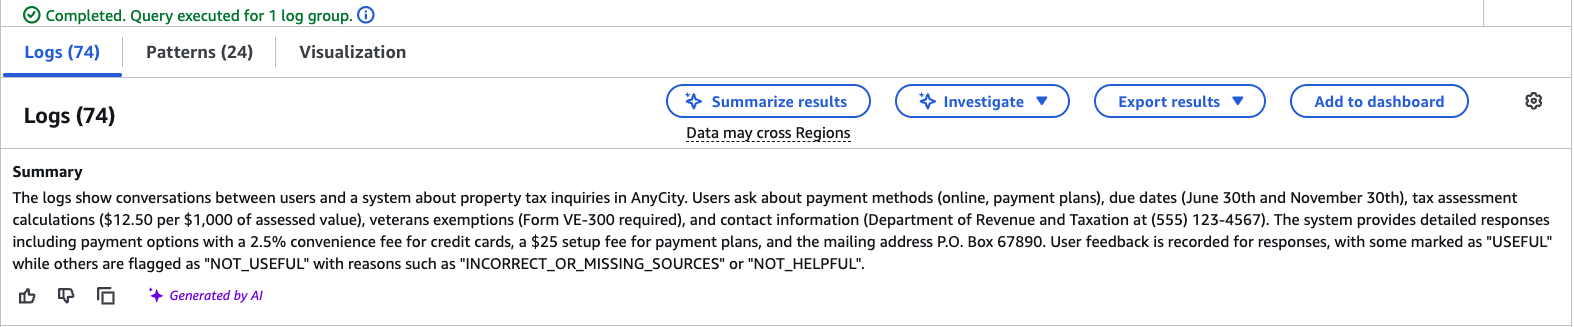 Completed. Query executed for 1 log group.
Logs (74) Patterns (24) Visualization
Logs (74)
Summarize results Investigate Export results Add to dashboard
Data may cross Regions
Summary
The logs show conversations between users and a system about property tax inquiries in AnyCity. Users ask about payment methods (online, payment plans), due dates (June 30th and November 30th), tax assessment
calculations ($12.50 per $1,000 of assessed value), veterans exemptions (Form VE-300 required), and contact information (Department of Revenue and Taxation at (555) 123-4567). The system provides detailed responses
including payment options with a 2.5% convenience fee for credit cards, a $25 setup fee for payment plans, and the mailing address P.O. Box 67890. User feedback is recorded for responses, with some marked as "USEFUL"
while others are flagged as "NOT_USEFUL" with reasons such as "INCORRECT_OR_MISSING_SOURCES" or "NOT_HELPFUL".
Generated by AI